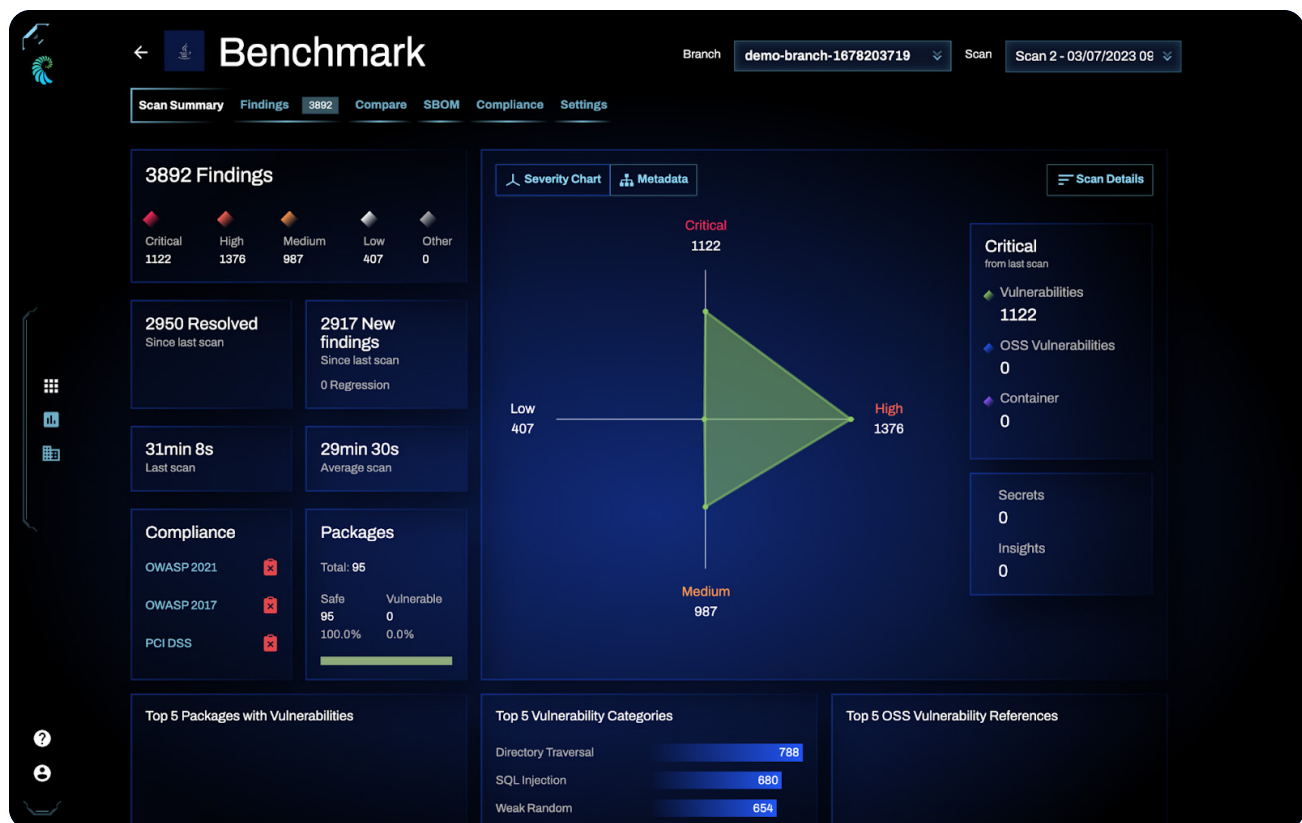 Benchmark
Branch
demo-branch-1678203719
Scan
Scan 2 - 03/07/2023 09
Scan Summary
Findings
3892
Compare
SBOM
Compliance
Settings
3892 Findings
Critical
1122
High
1376
Medium
987
Low
407
Other
0
2950 Resolved
Since last scan
2917 New
findings
Since last scan
0 Regression
31min 8s
Last scan
29min 30s
Average scan
Compliance
OWASP 2021
OWASP 2017
PCI DSS
Packages
Total: 95
Safe
95
100.0%
Vulnerable
0
0.0%
Severity Chart
Metadata
Scan Details
Critical
1122
Low
407
High
1376
Medium
987
Critical
from last scan
Vulnerabilities
1122
OSS Vulnerabilities
0
Container
0
Secrets
0
Insights
0
Top 5 Packages with Vulnerabilities
Top 5 Vulnerability Categories
Directory Traversal
788
SQL Injection
680
Weak Random
654
Top 5 OSS Vulnerability References
?